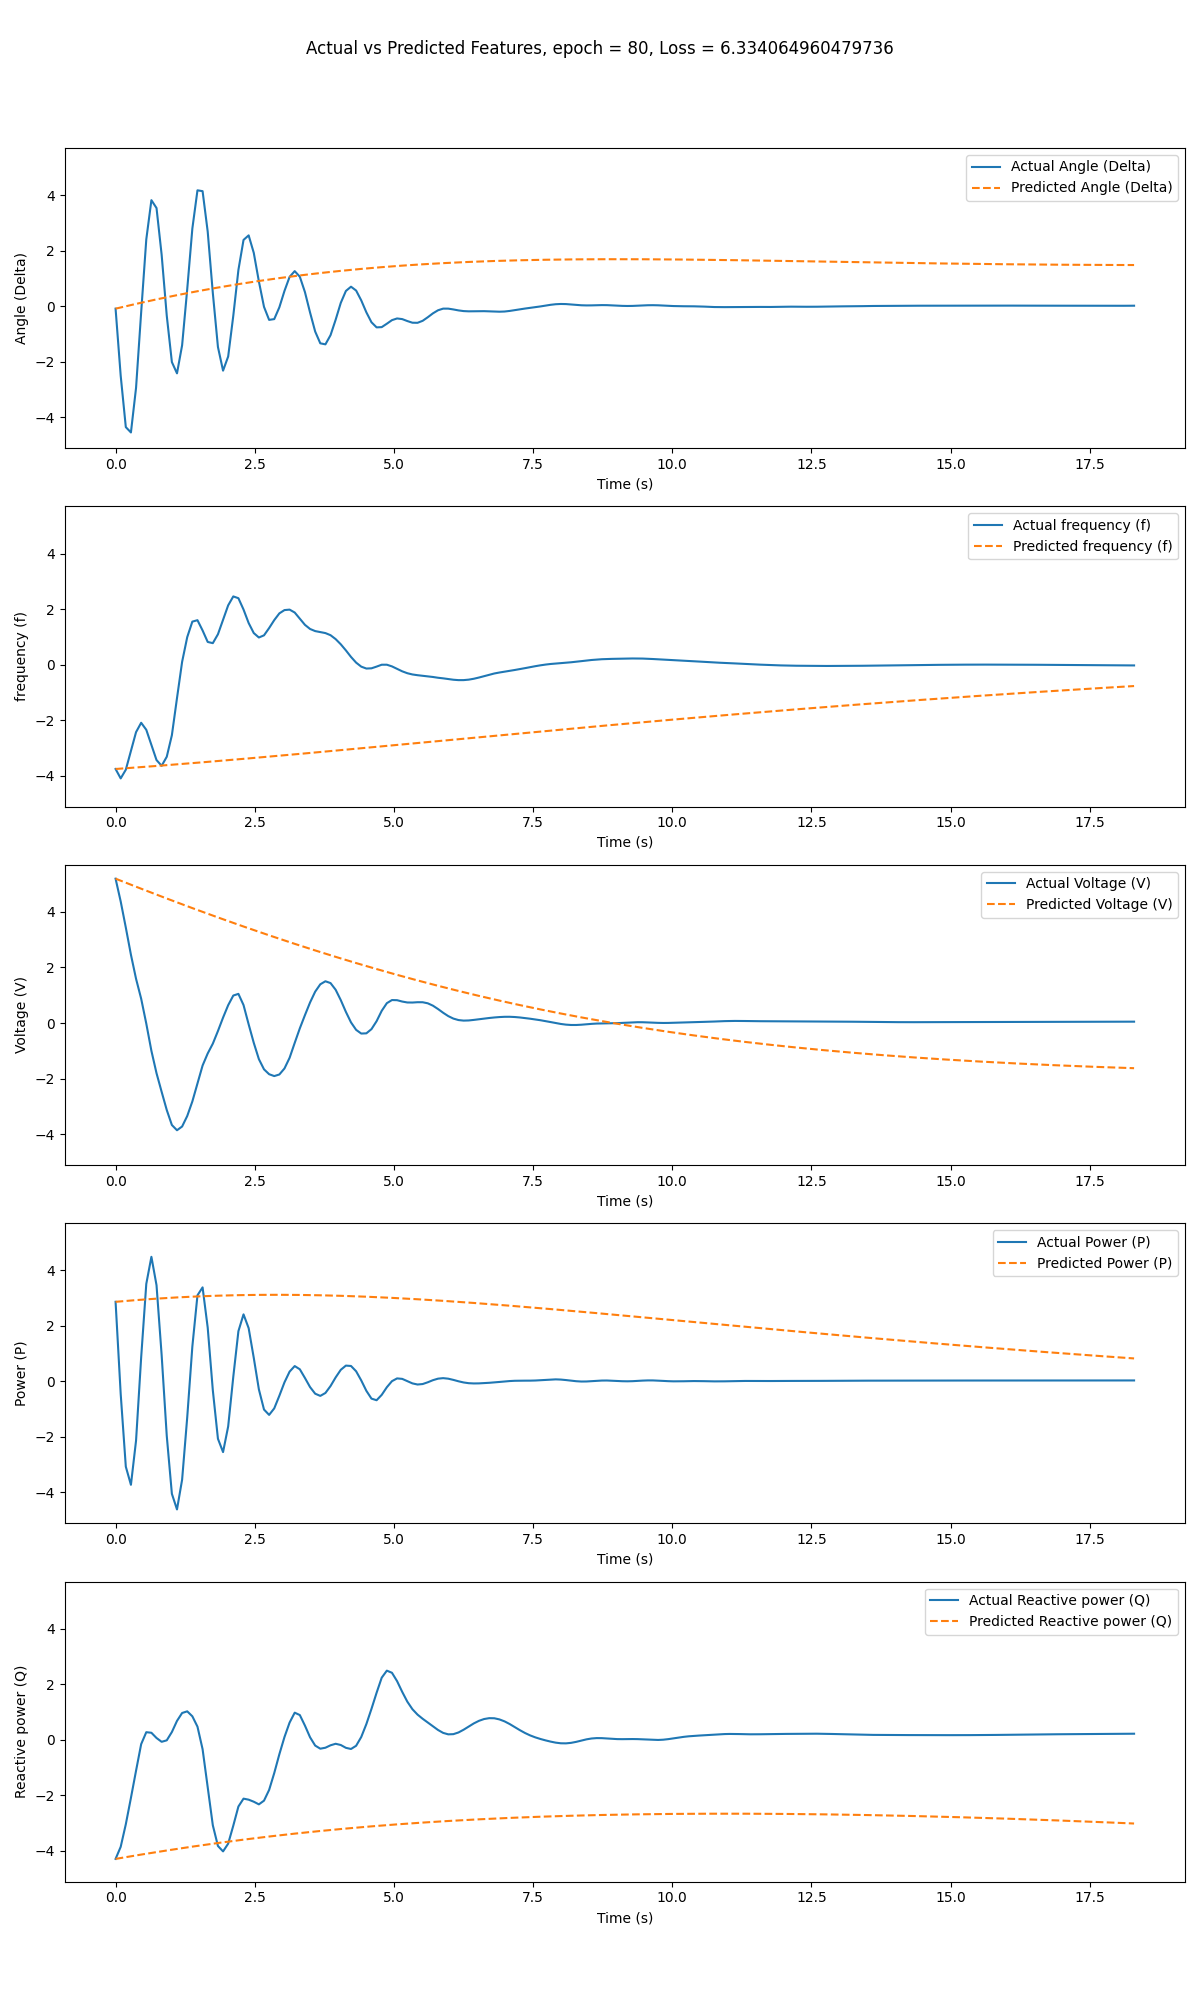 Actual vs Predicted Features, epoch = 80, Loss = 6.334064960479736
Actual Angle (Delta)
Predicted Angle (Delta)
Angle (Delta)
4
2
0
−2
−4
0.0 2.5 5.0 7.5 10.0 12.5 15.0 17.5
Time (s)
Actual frequency (f)
Predicted frequency (f)
frequency (f)
4
2
0
−2
−4
0.0 2.5 5.0 7.5 10.0 12.5 15.0 17.5
Time (s)
Actual Voltage (V)
Predicted Voltage (V)
Voltage (V)
4
2
0
−2
−4
0.0 2.5 5.0 7.5 10.0 12.5 15.0 17.5
Time (s)
Actual Power (P)
Predicted Power (P)
Power (P)
4
2
0
−2
−4
0.0 2.5 5.0 7.5 10.0 12.5 15.0 17.5
Time (s)
Actual Reactive power (Q)
Predicted Reactive power (Q)
Reactive power (Q)
4
2
0
−2
−4
0.0 2.5 5.0 7.5 10.0 12.5 15.0 17.5
Time (s)